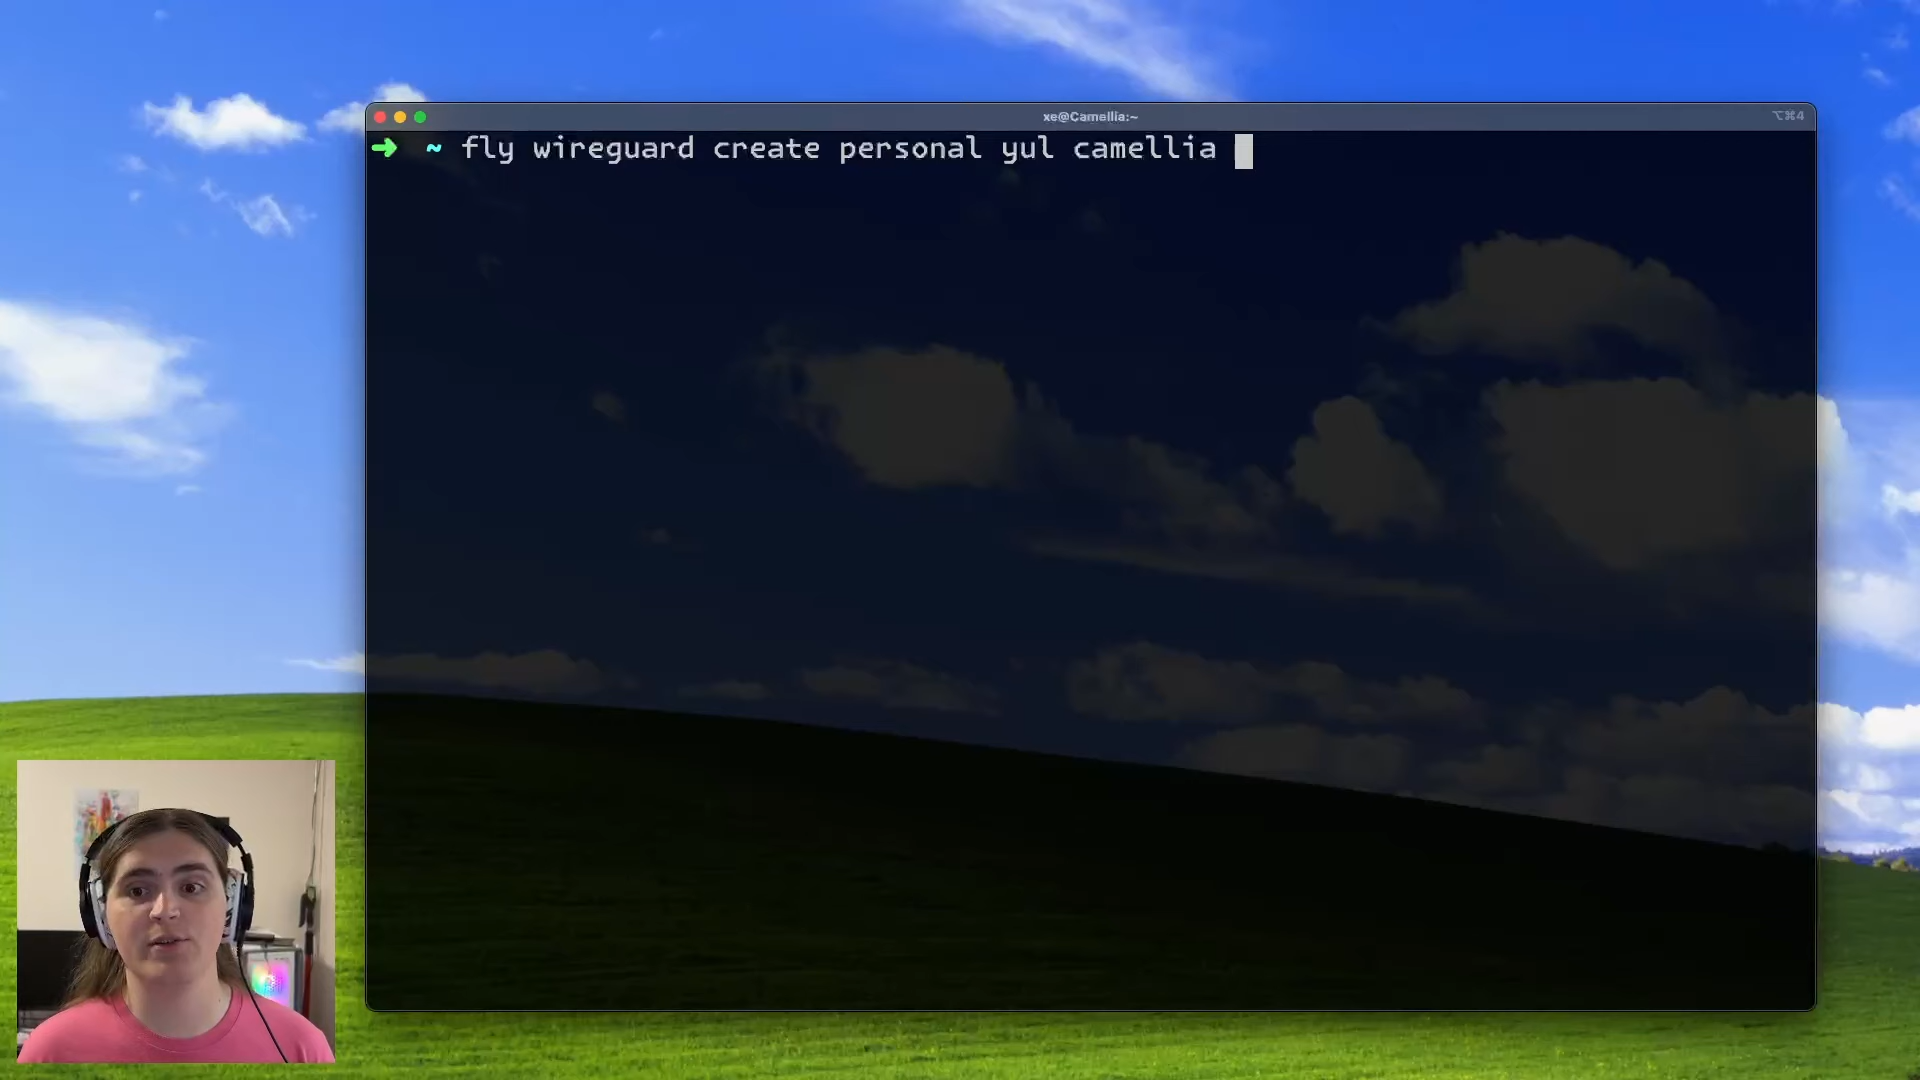 xe@Camellia:~
⌥⌘4
➜ ~ fly wireguard create personal yul camellia